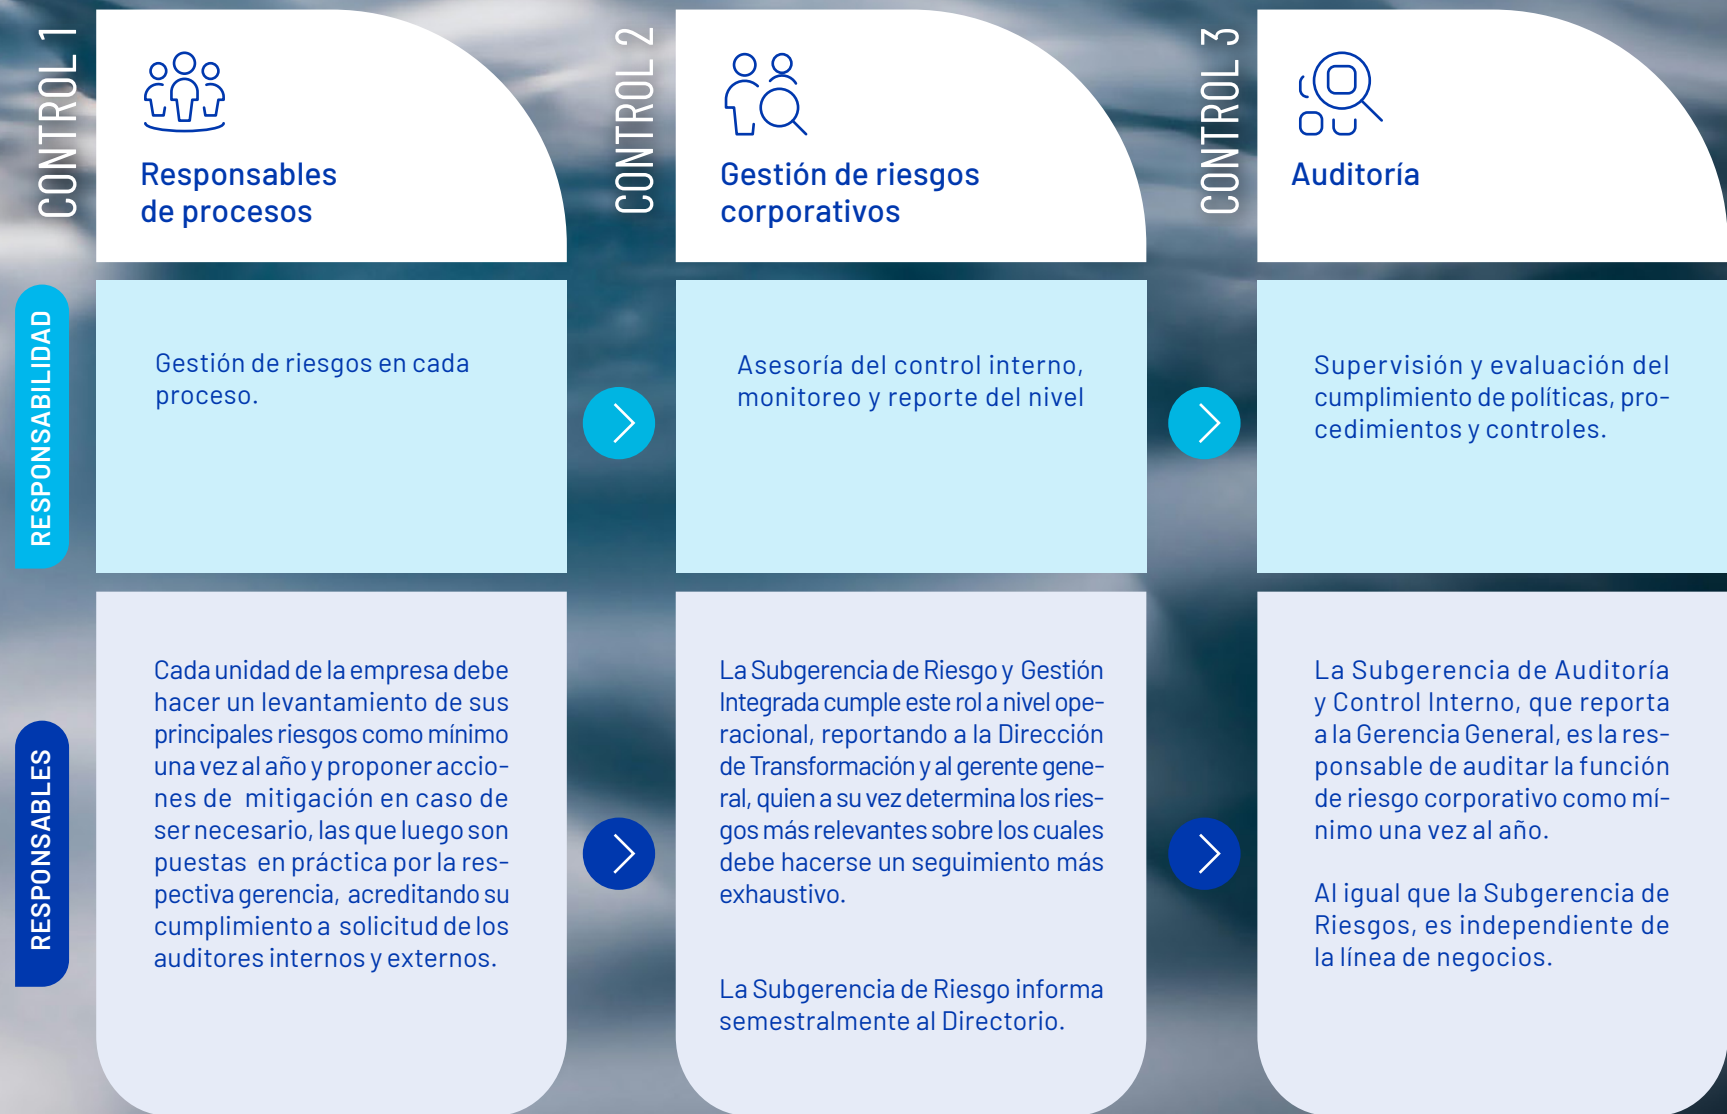 CONTROL 1
Responsables
de procesos
CONTROL 2
Gestión de riesgos
corporativos
CONTROL 3
Auditoría
RESPONSABILIDAD
Gestión de riesgos en cada
proceso.
Asesoría del control interno,
monitoreo y reporte del nivel
Supervisión y evaluación del
cumplimiento de políticas, pro-
cedimientos y controles.
RESPONSABLES
Cada unidad de la empresa debe
hacer un levantamiento de sus
principales riesgos como mínimo
una vez al año y proponer accio-
nes de mitigación en caso de
ser necesario, las que luego son
puestas en práctica por la res-
pectiva gerencia, acreditando su
cumplimiento a solicitud de los
auditores internos y externos.
La Subgerencia de Riesgo y Gestión
Integrada cumple este rol a nivel ope-
racional, reportando a la Dirección
de Transformación y al gerente gene-
ral, quien a su vez determina los ries-
gos más relevantes sobre los cuales
debe hacerse un seguimiento más
exhaustivo.
La Subgerencia de Riesgo informa
semestralmente al Directorio.
La Subgerencia de Auditoría
y Control Interno, que reporta
a la Gerencia General, es la res-
ponsable de auditar la función
de riesgo corporativo como mí-
nimo una vez al año.
Al igual que la Subgerencia de
Riesgos, es independiente de
la línea de negocios.